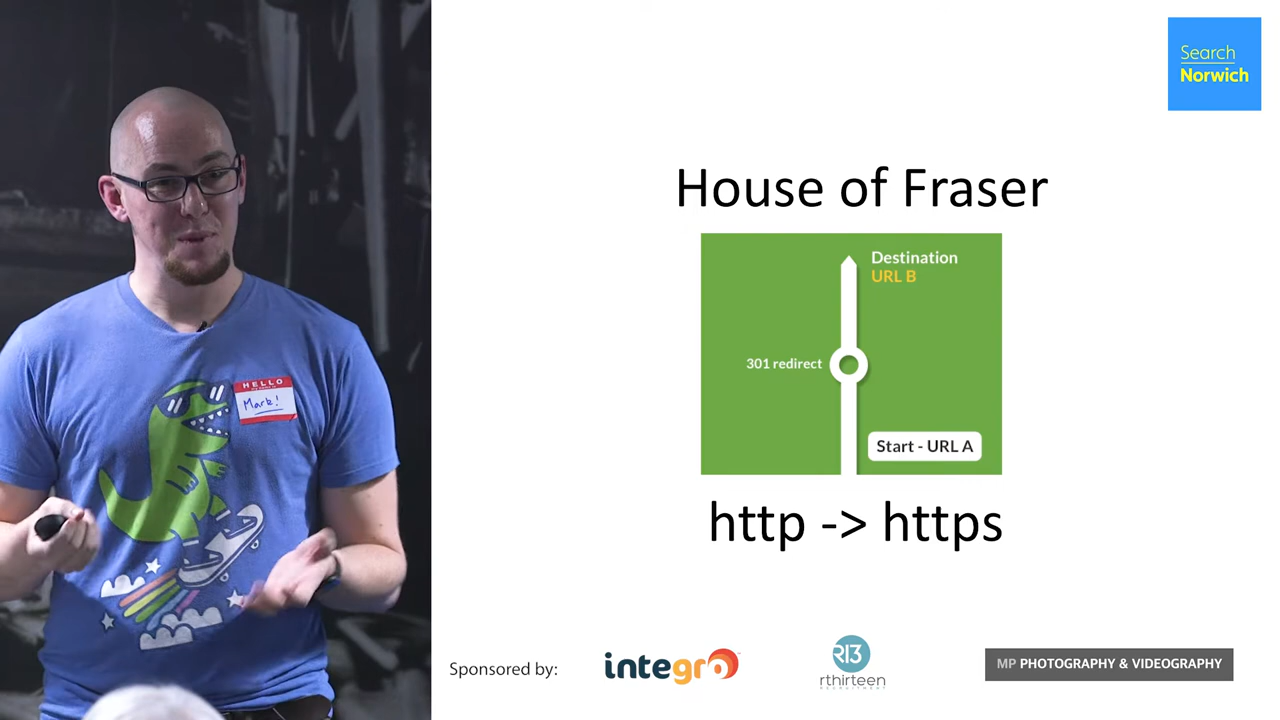 Search
Norwich
House of Fraser
Destination
URL B
301 redirect
Start - URL A
http -> https
HELLO
Mark!
Sponsored by:
integro
R13
rthirteen
RECRUITMENT
MP PHOTOGRAPHY & VIDEOGRAPHY